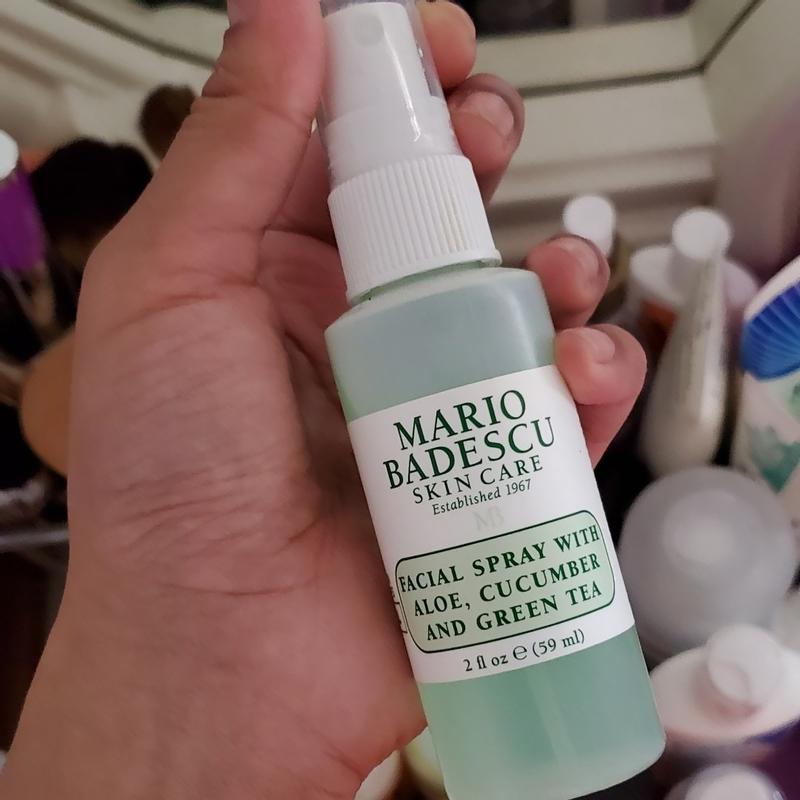 MARIO
BADESCU
SKIN CARE
Established 1967
MB
FACIAL SPRAY WITH
ALOE, CUCUMBER
AND GREEN TEA
2 fl oz ℮ (59 ml)